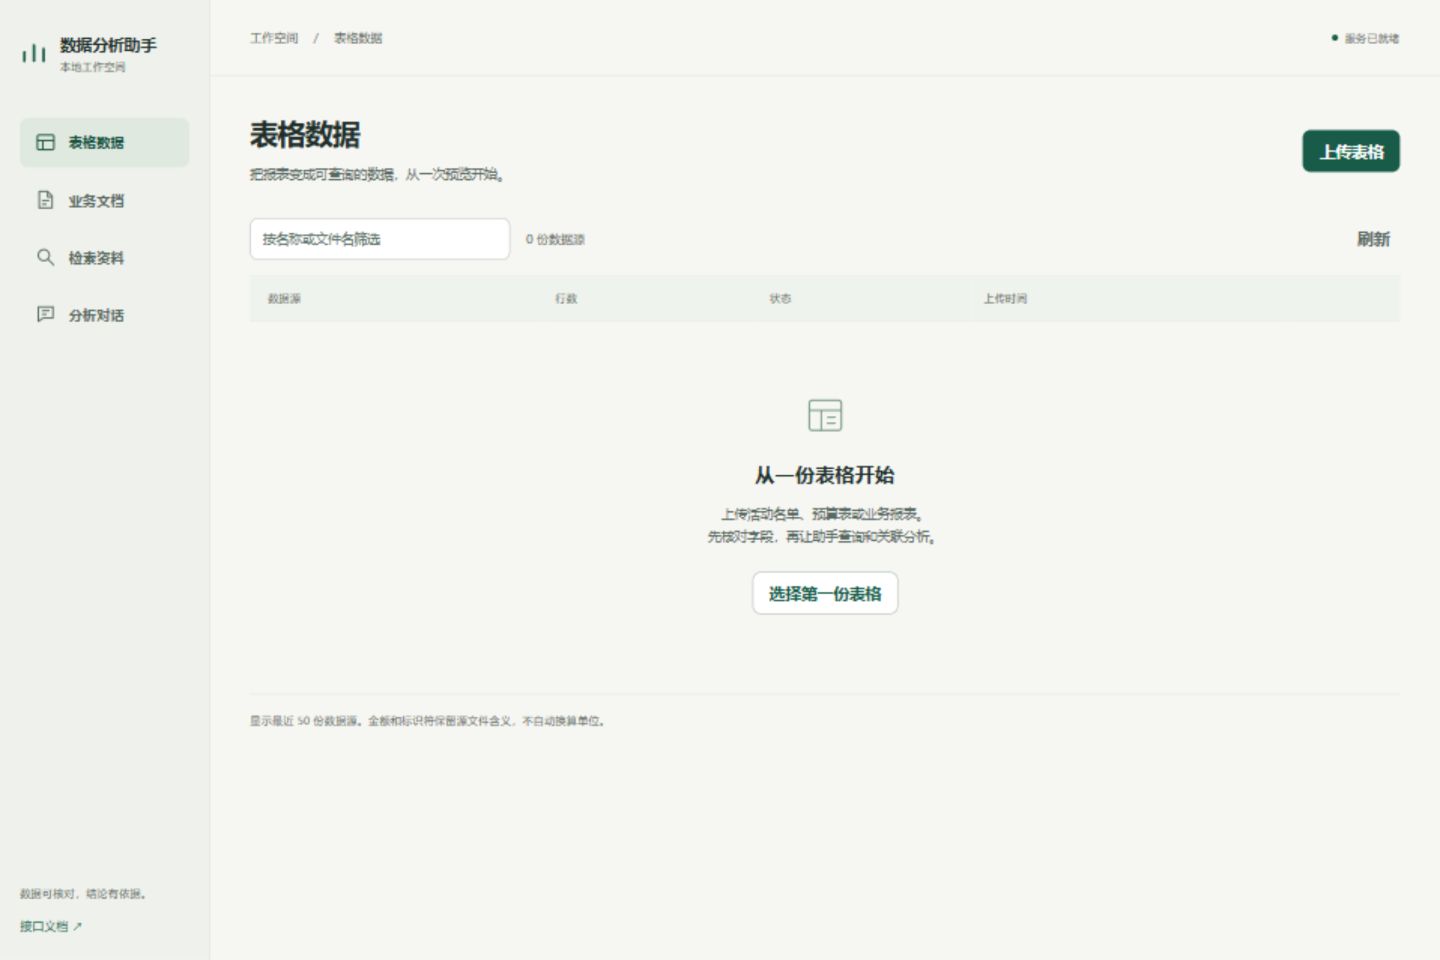 数据分析助手
本地工作空间
表格数据
业务文档
检索资料
分析对话
数据可核对，结论有依据。
接口文档 ↗
工作空间 / 表格数据
服务已就绪
表格数据
把报表变成可查询的数据，从一次预览开始。
上传表格
按名称或文件名筛选
0 份数据源
刷新
数据源 行数 状态 上传时间
从一份表格开始
上传活动名单、预算表或业务报表。
先核对字段，再让助手查询和关联分析。
选择第一份表格
显示最近 50 份数据源。金额和标识符保留源文件含义，不自动换算单位。